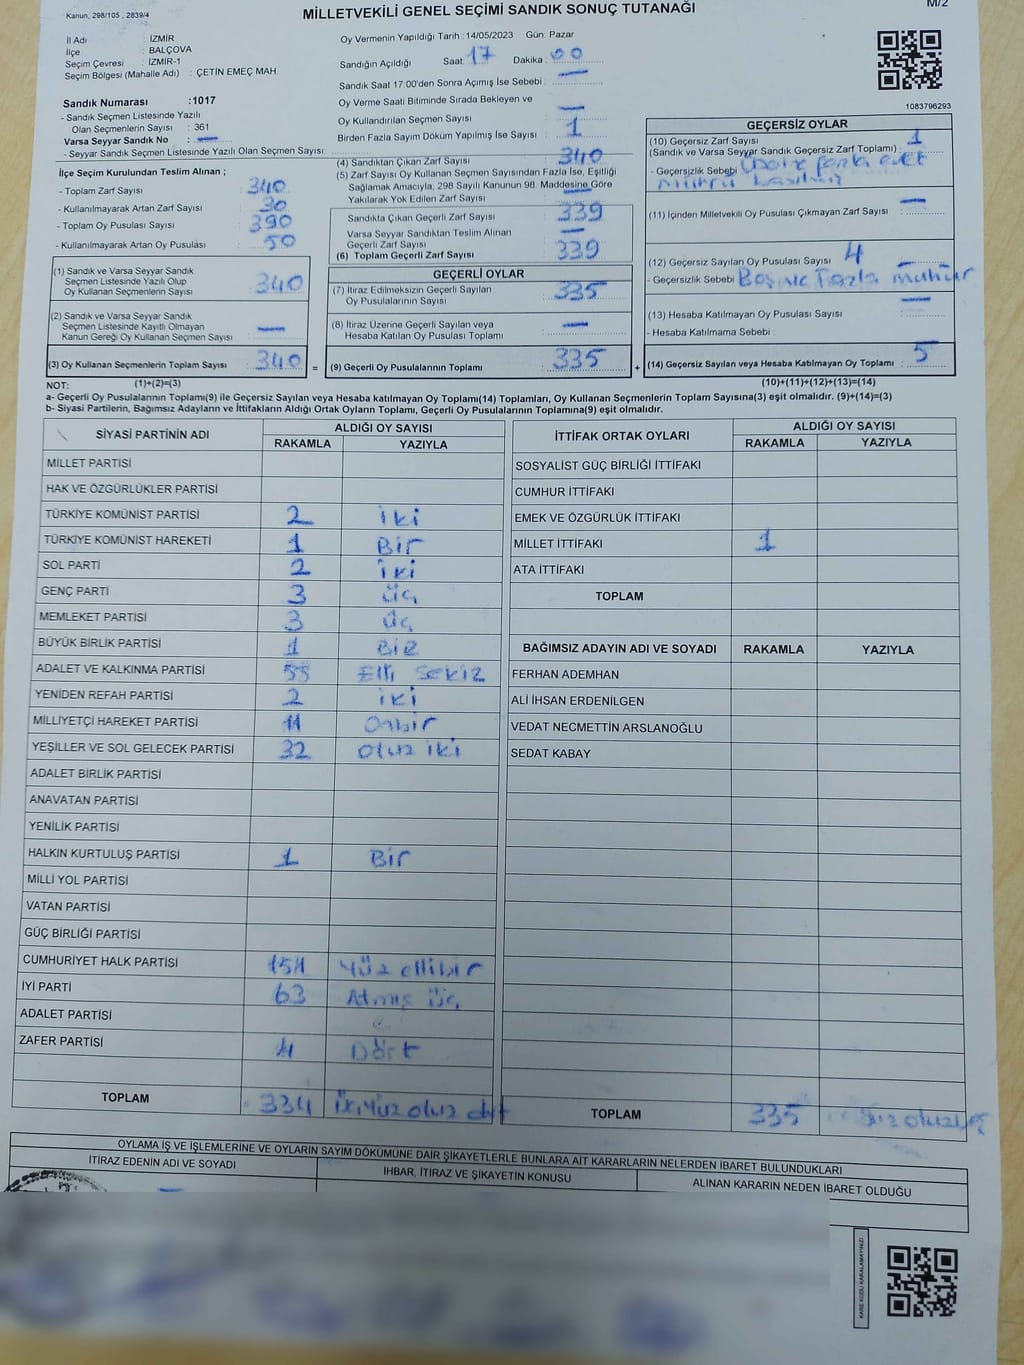 Kanun; 298/105 , 2839/4
MİLLETVEKİLİ GENEL SEÇİMİ SANDIK SONUÇ TUTANAĞI
M/2
İl Adı : İZMİR
İlçe : BALÇOVA
Seçim Çevresi : İZMİR-1
Seçim Bölgesi (Mahalle Adı) : ÇETİN EMEÇ MAH.
Oy Vermenin Yapıldığı Tarih : 14/05/2023 Gün: Pazar
Sandığın Açıldığı Saat: 17 Dakika : 00
Sandık Saat 17:00'den Sonra Açımış İse Sebebi : —
Oy Verme Saati Bitiminde Sırada Bekleyen ve
Oy Kullandırılan Seçmen Sayısı : —
Birden Fazla Sayım Döküm Yapılmış İse Sayısı : 1
1083796293
Sandık Numarası :1017
- Sandık Seçmen Listesinde Yazılı
Olan Seçmenlerin Sayısı : 361
Varsa Seyyar Sandık No : —
- Seyyar Sandık Seçmen Listesinde Yazılı Olan Seçmen Sayısı:
İlçe Seçim Kurulundan Teslim Alınan ;
- Toplam Zarf Sayısı : 340
- Kullanılmayarak Artan Zarf Sayısı : 30
- Toplam Oy Pusulası Sayısı : 390
- Kullanılmayarak Artan Oy Pusulası : 50
(1) Sandık ve Varsa Seyyar Sandık
Seçmen Listesinde Yazılı Olup
Oy Kullanan Seçmenlerin Sayısı : 340
(2) Sandık ve Varsa Seyyar Sandık
Seçmen Listesinde Kayıtlı Olmayan
Kanun Gereği Oy Kullanan Seçmen Sayısı : —
(3) Oy Kullanan Seçmenlerin Toplam Sayısı : 340
(4) Sandıktan Çıkan Zarf Sayısı : 340
(5) Zarf Sayısı Oy Kullanan Seçmen Sayısından Fazla İse, Eşitliği
Sağlamak Amacıyla, 298 Sayılı Kanunun 98. Maddesine Göre
Yakılarak Yok Edilen Zarf Sayısı : —
Sandıkta Çıkan Geçerli Zarf Sayısı : 339
Varsa Seyyar Sandıktan Teslim Alınan
Geçerli Zarf Sayısı : —
(6) Toplam Geçerli Zarf Sayısı : 339
GEÇERLİ OYLAR
(7) İtiraz Edilmeksizin Geçerli Sayılan
Oy Pusulalarının Sayısı : 335
(8) İtiraz Üzerine Geçerli Sayılan veya
Hesaba Katılan Oy Pusulası Toplamı : —
= (9) Geçerli Oy Pusulalarının Toplamı : 335 +
GEÇERSİZ OYLAR
(10) Geçersiz Zarf Sayısı : 1
(Sandık ve Varsa Seyyar Sandık Geçersiz Zarf Toplamı)
- Geçersizlik Sebebi : fazla evet
(11) İçinden Milletvekili Oy Pusulası Çıkmayan Zarf Sayısı : —
(12) Geçersiz Sayılan Oy Pusulası Sayısı : 4
- Geçersizlik Sebebi : Boş ve Fazla mühür
(13) Hesaba Katılmayan Oy Pusulası Sayısı : —
- Hesaba Katılmama Sebebi :
(14) Geçersiz Sayılan veya Hesaba Katılmayan Oy Toplamı : 5
NOT: (1)+(2)=(3) (10)+(11)+(12)+(13)=(14)
a- Geçerli Oy Pusulalarının Toplamı(9) ile Geçersiz Sayılan veya Hesaba katılmayan Oy Toplamı(14) Toplamları, Oy Kullanan Seçmenlerin Toplam Sayısına(3) eşit olmalıdır. (9)+(14)=(3)
b- Siyasi Partilerin, Bağımsız Adayların ve İttifakların Aldığı Ortak Oyların Toplamı, Geçerli Oy Pusulalarının Toplamına(9) eşit olmalıdır.
SİYASİ PARTİNİN ADI ALDIĞI OY SAYISI
RAKAMLA YAZIYLA
MİLLET PARTİSİ
HAK VE ÖZGÜRLÜKLER PARTİSİ
TÜRKİYE KOMÜNİST PARTİSİ 2 iki
TÜRKİYE KOMÜNİST HAREKETİ 1 Bir
SOL PARTİ 2 iki
GENÇ PARTİ 3 üç
MEMLEKET PARTİSİ 3 üç
BÜYÜK BİRLİK PARTİSİ 1 BİR
ADALET VE KALKINMA PARTİSİ Elli sekiz
YENİDEN REFAH PARTİSİ 2 iki
MİLLİYETÇİ HAREKET PARTİSİ 11 Onbir
YEŞİLLER VE SOL GELECEK PARTİSİ 32 otuz iki
ADALET BİRLİK PARTİSİ
ANAVATAN PARTİSİ
YENİLİK PARTİSİ
HALKIN KURTULUŞ PARTİSİ 1 Bir
MİLLİ YOL PARTİSİ
VATAN PARTİSİ
GÜÇ BİRLİĞİ PARTİSİ
CUMHURİYET HALK PARTİSİ 151 Yüz ellibir
İYİ PARTİ 63 Atmış üç
ADALET PARTİSİ
ZAFER PARTİSİ 4 Dört
TOPLAM 334 üçyüz otuz dört
İTTİFAK ORTAK OYLARI ALDIĞI OY SAYISI
RAKAMLA YAZIYLA
SOSYALİST GÜÇ BİRLİĞİ İTTİFAKI
CUMHUR İTTİFAKI
EMEK VE ÖZGÜRLÜK İTTİFAKI
MİLLET İTTİFAKI 1
ATA İTTİFAKI
TOPLAM
BAĞIMSIZ ADAYIN ADI VE SOYADI RAKAMLA YAZIYLA
FERHAN ADEMHAN
ALİ İHSAN ERDENİLGEN
VEDAT NECMETTİN ARSLANOĞLU
SEDAT KABAY
TOPLAM 335
OYLAMA İŞ VE İŞLEMLERİNE VE OYLARIN SAYIM DÖKÜMÜNE DAİR ŞİKAYETLERLE BUNLARA AİT KARARLARIN NELERDEN İBARET BULUNDUKLARI
İTİRAZ EDENİN ADI VE SOYADI İHBAR, İTİRAZ VE ŞİKAYETİN KONUSU ALINAN KARARIN NEDEN İBARET OLDUĞU
KARE KODU KARALAMAYINIZ!